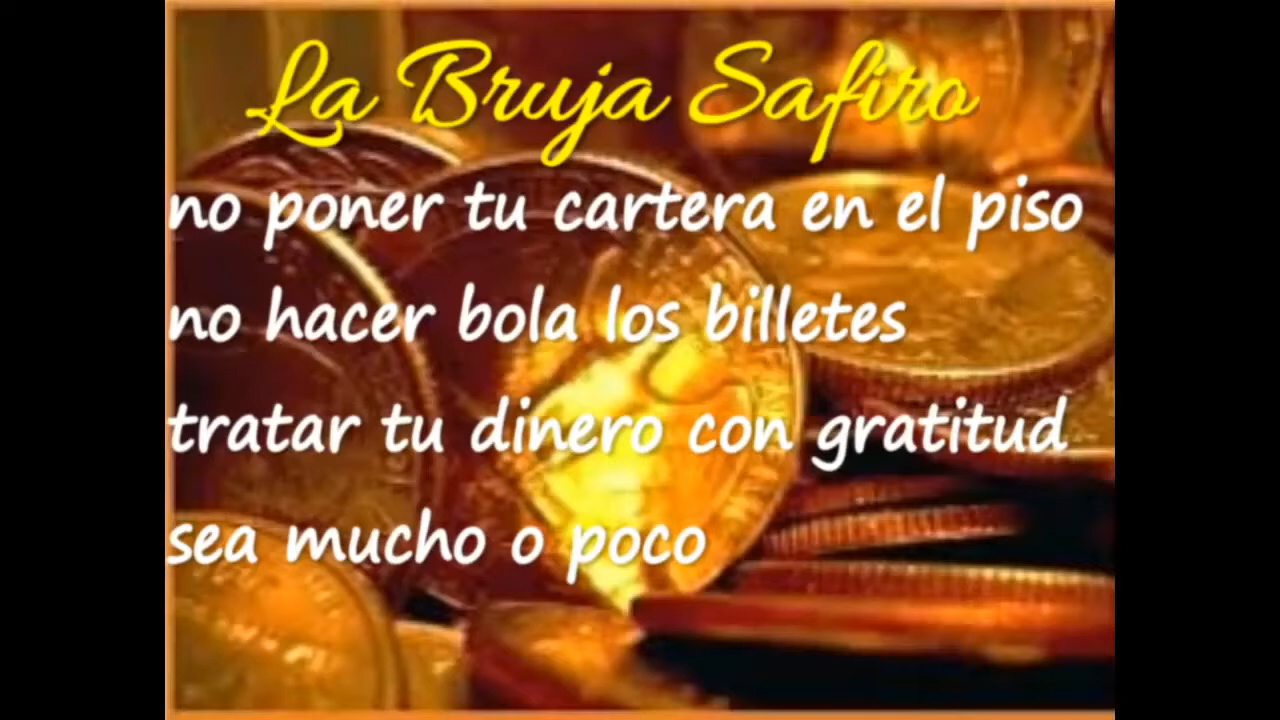 La Bruja Safiro
no poner tu cartera en el piso
no hacer bola los billetes
tratar tu dinero con gratitud
sea mucho o poco